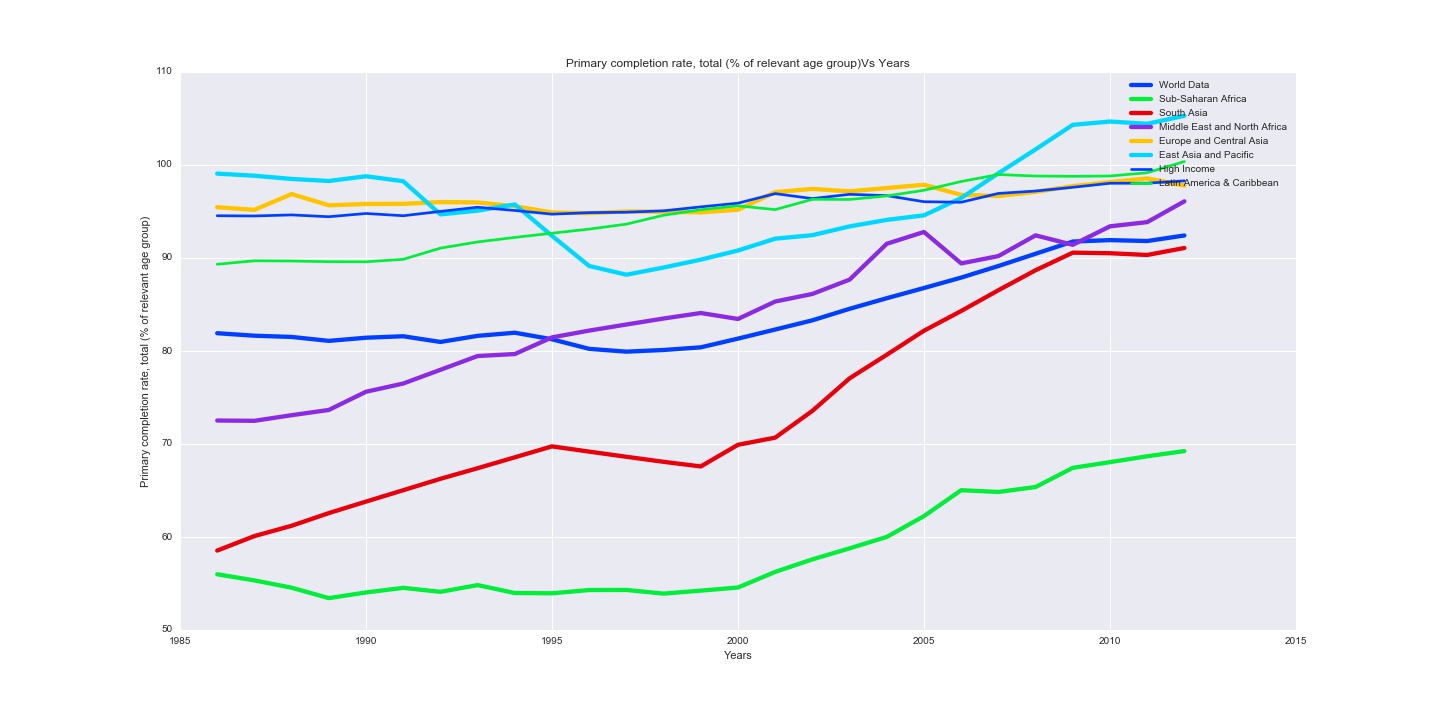 Primary completion rate, total (% of relevant age group)Vs Years
110
World Data
Sub-Saharan Africa
South Asia
Middle East and North Africa
Europe and Central Asia
East Asia and Pacific
High Income
Latin America & Caribbean
100
90
80
70
60
50
Primary completion rate, total (% of relevant age group)
1985
1990
1995
2000
2005
2010
2015
Years